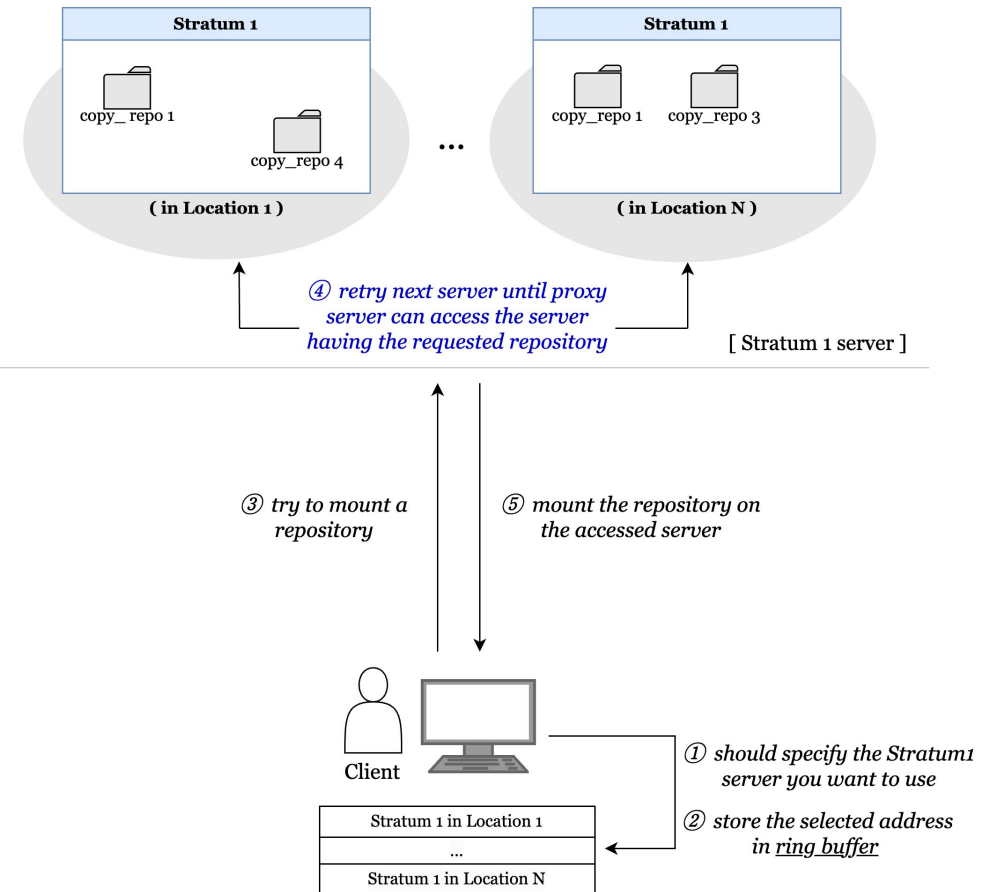 Stratum 1
Stratum 1
copy_ repo 1
copy_repo 4
copy_repo 1
copy_repo 3
...
( in Location 1 )
( in Location N )
④ retry next server until proxy
server can access the server
having the requested repository
[ Stratum 1 server ]
③ try to mount a
repository
⑤ mount the repository on
the accessed server
Client
① should specify the Stratum1
server you want to use
② store the selected address
in ring buffer
Stratum 1 in Location 1
...
Stratum 1 in Location N